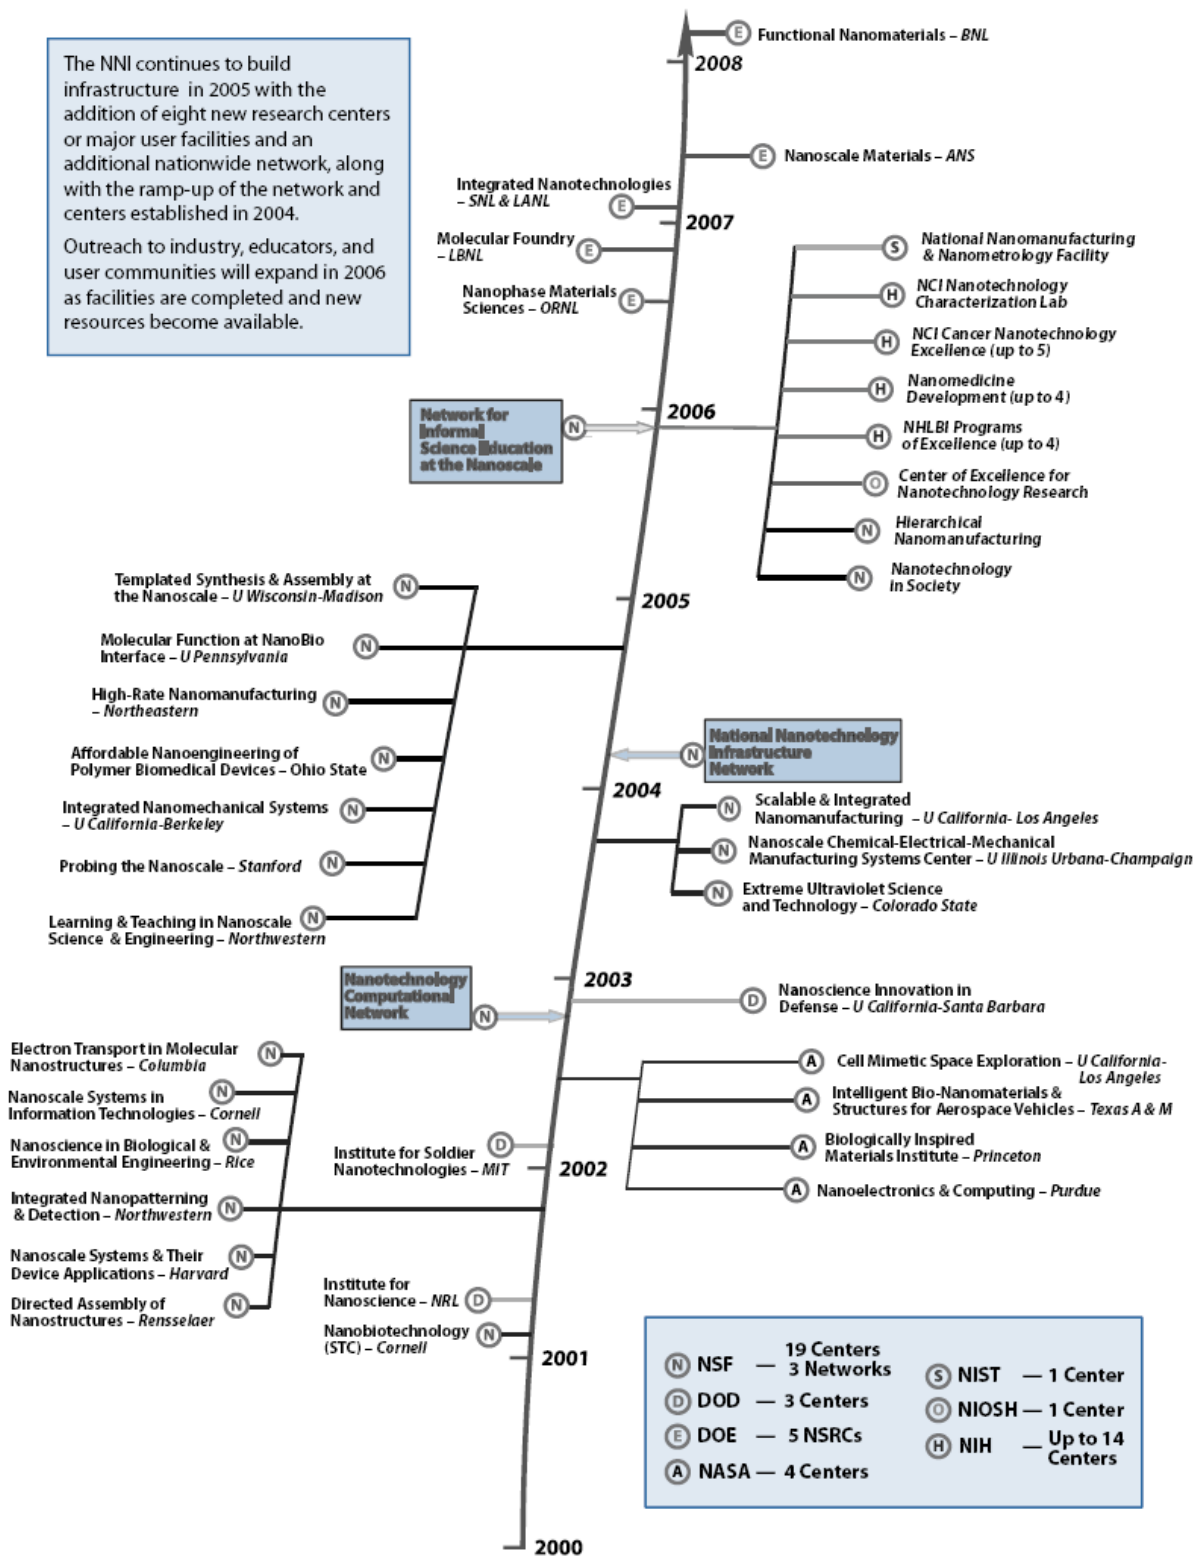 The NNI continues to build
infrastructure in 2005 with the
addition of eight new research centers
or major user facilities and an
additional nationwide network, along
with the ramp-up of the network and
centers established in 2004.
Outreach to industry, educators, and
user communities will expand in 2006
as facilities are completed and new
resources become available.
E Functional Nanomaterials – BNL
2008
E Nanoscale Materials – ANS
Integrated Nanotechnologies
– SNL & LANL E
2007
Molecular Foundry
– LBNL E
Nanophase Materials
Sciences – ORNL E
S National Nanomanufacturing
& Nanometrology Facility
H NCI Nanotechnology
Characterization Lab
H NCI Cancer Nanotechnology
Excellence (up to 5)
H Nanomedicine
Development (up to 4)
H NHLBI Programs
of Excellence (up to 4)
O Center of Excellence for
Nanotechnology Research
N Hierarchical
Nanomanufacturing
N Nanotechnology
in Society
2006
Network for
Informal
Science Education
at the Nanoscale
N
2005
Templated Synthesis & Assembly at
the Nanoscale – U Wisconsin-Madison N
Molecular Function at NanoBio
Interface – U Pennsylvania N
High-Rate Nanomanufacturing
– Northeastern N
Affordable Nanoengineering of
Polymer Biomedical Devices – Ohio State N
Integrated Nanomechanical Systems
– U California-Berkeley N
Probing the Nanoscale – Stanford N
Learning & Teaching in Nanoscale
Science & Engineering – Northwestern N
N National Nanotechnology
Infrastructure
Network
2004
N Scalable & Integrated
Nanomanufacturing – U California- Los Angeles
N Nanoscale Chemical-Electrical-Mechanical
Manufacturing Systems Center – U Illinois Urbana-Champaign
N Extreme Ultraviolet Science
and Technology – Colorado State
2003
Nanotechnology
Computational
Network
N
D Nanoscience Innovation in
Defense – U California-Santa Barbara
Electron Transport in Molecular
Nanostructures – Columbia N
Nanoscale Systems in
Information Technologies – Cornell N
Nanoscience in Biological &
Environmental Engineering – Rice N
Integrated Nanopatterning
& Detection – Northwestern N
Nanoscale Systems & Their
Device Applications – Harvard N
Directed Assembly of
Nanostructures – Rensselaer N
A Cell Mimetic Space Exploration – U California-
Los Angeles
A Intelligent Bio-Nanomaterials &
Structures for Aerospace Vehicles – Texas A & M
A Biologically Inspired
Materials Institute – Princeton
A Nanoelectronics & Computing – Purdue
Institute for Soldier
Nanotechnologies – MIT D
2002
Institute for
Nanoscience – NRL D
Nanobiotechnology
(STC) – Cornell N
2001
2000
N NSF — 19 Centers
3 Networks
D DOD — 3 Centers
E DOE — 5 NSRCs
A NASA — 4 Centers
S NIST — 1 Center
O NIOSH — 1 Center
H NIH — Up to 14
Centers